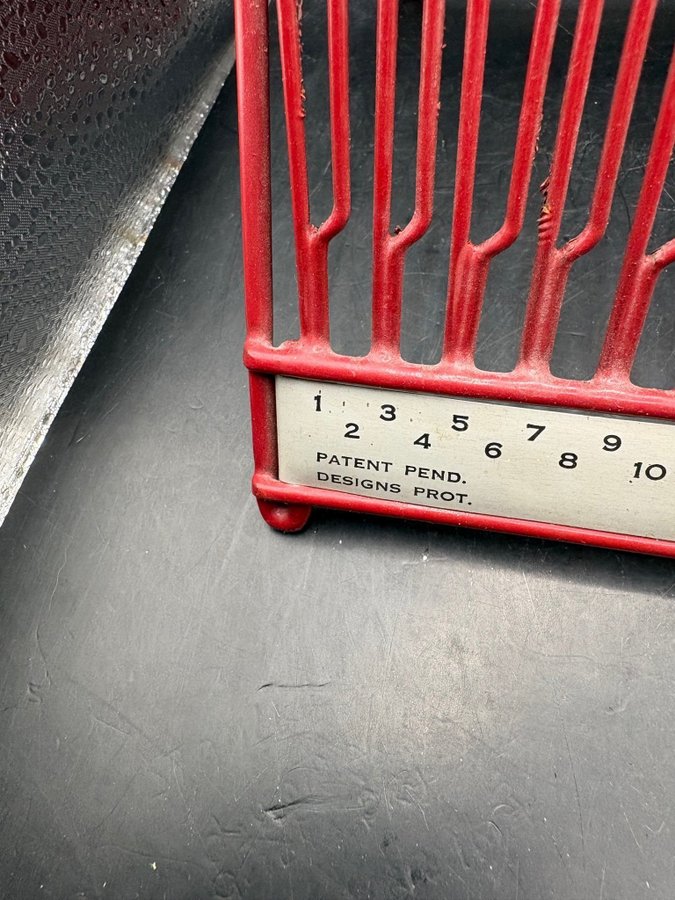 1 3 5 7 9
2 4 6 8 10
PATENT PEND.
DESIGNS PROT.